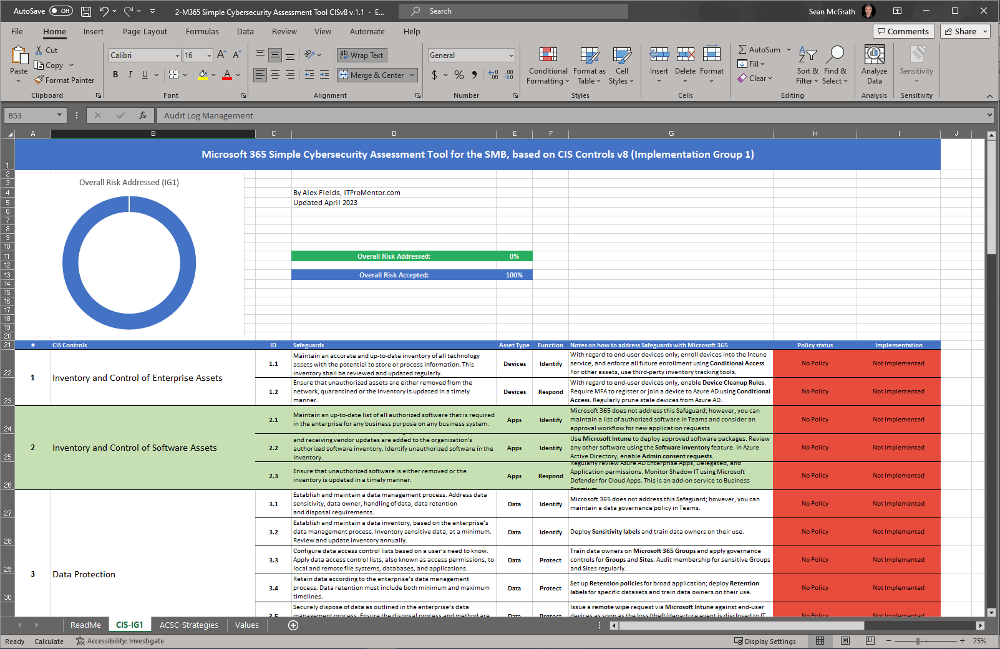 AutoSave Off 2-M365 Simple Cybersecurity Assessment Tool CISv8 v.1.1 - E... Search Sean McGrath
File Home Insert Page Layout Formulas Data Review View Automate Help Comments Share
Paste Cut Copy Format Painter Clipboard
Calibri 16 B I U Font
Wrap Text Merge & Center Alignment
General $ % Number
Conditional Formatting Format as Table Cell Styles Styles
Insert Delete Format Cells
AutoSum Fill Clear Sort & Filter Find & Select Editing
Analyze Data Analysis
Sensitivity Sensitivity
B53 fx Audit Log Management
A B C D E F G H I J
1 Microsoft 365 Simple Cybersecurity Assessment Tool for the SMB, based on CIS Controls v8 (Implementation Group 1)
2
3 Overall Risk Addressed (IG1)
4 By Alex Fields, ITProMentor.com
5 Updated April 2023
6
7
8
9
10
11 Overall Risk Addressed: 0%
12
13 Overall Risk Accepted: 100%
14
15
16
17
18
19
20
21 # CIS Controls ID Safeguards Asset Type Function Notes on how to address Safeguards with Microsoft 365 Policy status Implementation
22
1 Inventory and Control of Enterprise Assets
1.1
Maintain an accurate and up-to-date inventory of all technology
assets with the potential to store or process information. This
inventory shall be reviewed and updated regularly.
Devices Identify
With regard to end-user devices only, enroll devices into the Intune
service, and enforce all future enrollment using Conditional Access.
For other assets, use third-party inventory tracking tools.
No Policy Not Implemented
23
1.2
Ensure that unauthorized assets are either removed from the
network, quarantined or the inventory is updated in a timely
manner.
Devices Respond
With regard to end-user devices only, enable Device Cleanup Rules.
Require MFA to register or join a device to Azure AD using Conditional
Access. Regularly prune stale devices from Azure AD.
No Policy Not Implemented
24
2 Inventory and Control of Software Assets
2.1
Maintain an up-to-date list of all authorized software that is required
in the enterprise for any business purpose on any business system.
Apps Identify
Microsoft 365 does not address this Safeguard; however, you can
maintain a list of authorized software in Teams and consider an
approval workflow for new application requests
No Policy Not Implemented
25
2.2
and receiving vendor updates are added to the organization's
authorized software inventory. Identify unauthorized software in the
inventory.
Apps Identify
Use Microsoft Intune to deploy approved software packages. Review
any other software using the Software inventory feature. In Azure
Active Directory, enable Admin consent requests.
No Policy Not Implemented
26
2.3
Ensure that unauthorized software is either removed or the
inventory is updated in a timely manner.
Apps Respond
Regularly review Azure AD Enterprise Apps, Delegated, and
Application permissions. Monitor Shadow IT using Microsoft
Defender for Cloud Apps. This is an add-on service to Business
Premium.
No Policy Not Implemented
27
3 Data Protection
3.1
Establish and maintain a data management process. Address data
sensitivity, data owner, handling of data, data retention
and disposal requirements.
Data Identify
Microsoft 365 does not address this Safeguard; however, you can
maintain a data governance policy in Teams.
No Policy Not Implemented
28
3.2
Establish and maintain a data inventory, based on the enterprise's
data management process. Inventory sensitive data, at a minimum.
Review and update inventory annually.
Data Identify
Deploy Sensitivity labels and train data owners on their use.
No Policy Not Implemented
29
3.3
Configure data access control lists based on a user's need to know.
Apply data access control lists, also known as access permissions, to
local and remote file systems, databases, and applications.
Data Protect
Train data owners on Microsoft 365 Groups and apply governance
controls for Groups and Sites. Audit membership for sensitive Groups
and Sites regularly.
No Policy Not Implemented
30
3.4
Retain data according to the enterprise's data management
process. Data retention must include both minimum and maximum
timelines.
Data Protect
Set up Retention policies for broad application; deploy Retention
labels for specific datasets and train data owners on their use.
No Policy Not Implemented
3.5
Securely dispose of data as outlined in the enterprise's data
management process. Ensure the disposal process and method are
Data Protect
Issue a remote wipe request via Microsoft Intune against end-user
devices as soon as the loss/theft/departure event is disclosed to IT
No Policy Not Implemented
ReadMe CIS-IG1 ACSC-Strategies Values
Ready Calculate Accessibility: Investigate Display Settings 75%